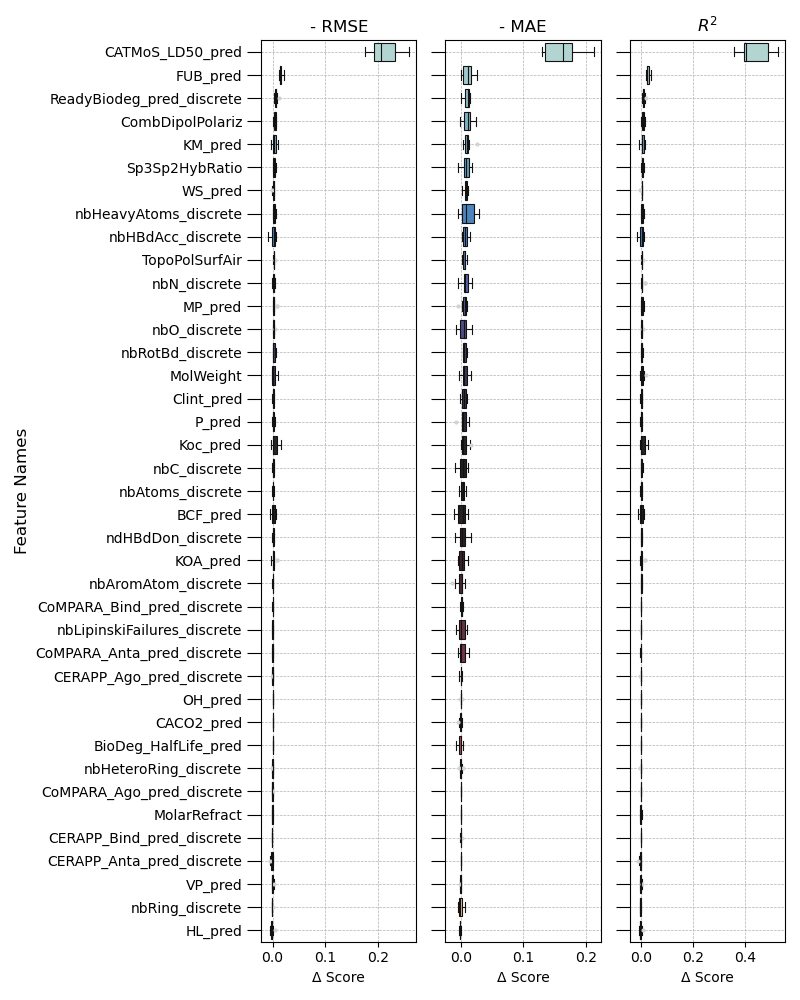 - RMSE
- MAE
R²
Feature Names
CATMoS_LD50_pred
FUB_pred
ReadyBiodeg_pred_discrete
CombDipolPolariz
KM_pred
Sp3Sp2HybRatio
WS_pred
nbHeavyAtoms_discrete
nbHBdAcc_discrete
TopoPolSurfAir
nbN_discrete
MP_pred
nbO_discrete
nbRotBd_discrete
MolWeight
Clint_pred
P_pred
Koc_pred
nbC_discrete
nbAtoms_discrete
BCF_pred
ndHBdDon_discrete
KOA_pred
nbAromAtom_discrete
CoMPARA_Bind_pred_discrete
nbLipinskiFailures_discrete
CoMPARA_Anta_pred_discrete
CERAPP_Ago_pred_discrete
OH_pred
CACO2_pred
BioDeg_HalfLife_pred
nbHeteroRing_discrete
CoMPARA_Ago_pred_discrete
MolarRefract
CERAPP_Bind_pred_discrete
CERAPP_Anta_pred_discrete
VP_pred
nbRing_discrete
HL_pred
0.0 0.1 0.2
0.0 0.1 0.2
0.0 0.2 0.4
Δ Score
Δ Score
Δ Score